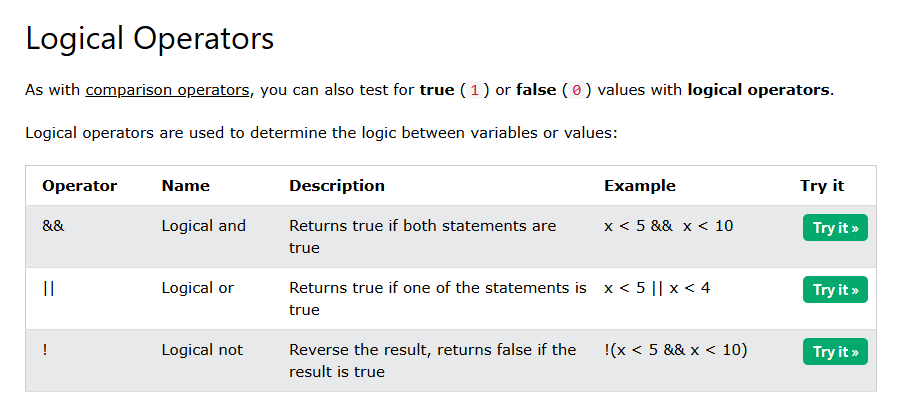 Logical Operators
As with comparison operators, you can also test for true (1) or false (0) values with logical operators.
Logical operators are used to determine the logic between variables or values:
Operator Name Description Example Try it
&& Logical and Returns true if both statements are x < 5 &&  x < 10 Try it »
true
|| Logical or Returns true if one of the statements is x < 5 || x < 4 Try it »
true
! Logical not Reverse the result, returns false if the !(x < 5 && x < 10) Try it »
result is true